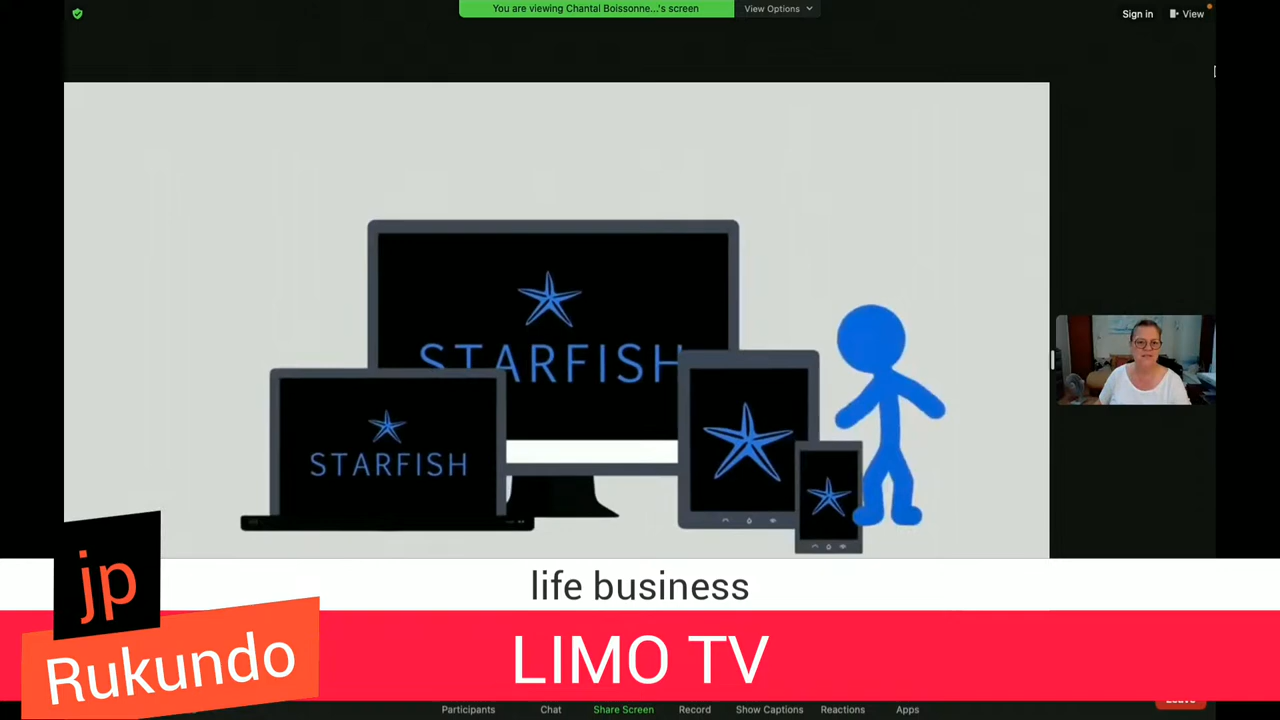 You are viewing Chantal Boissonne...'s screen
View Options
Sign in
View
STARFISH
STARFISH
life business
LIMO TV
jp
Rukundo
Participants
Chat
Share Screen
Record
Show Captions
Reactions
Apps
Leave